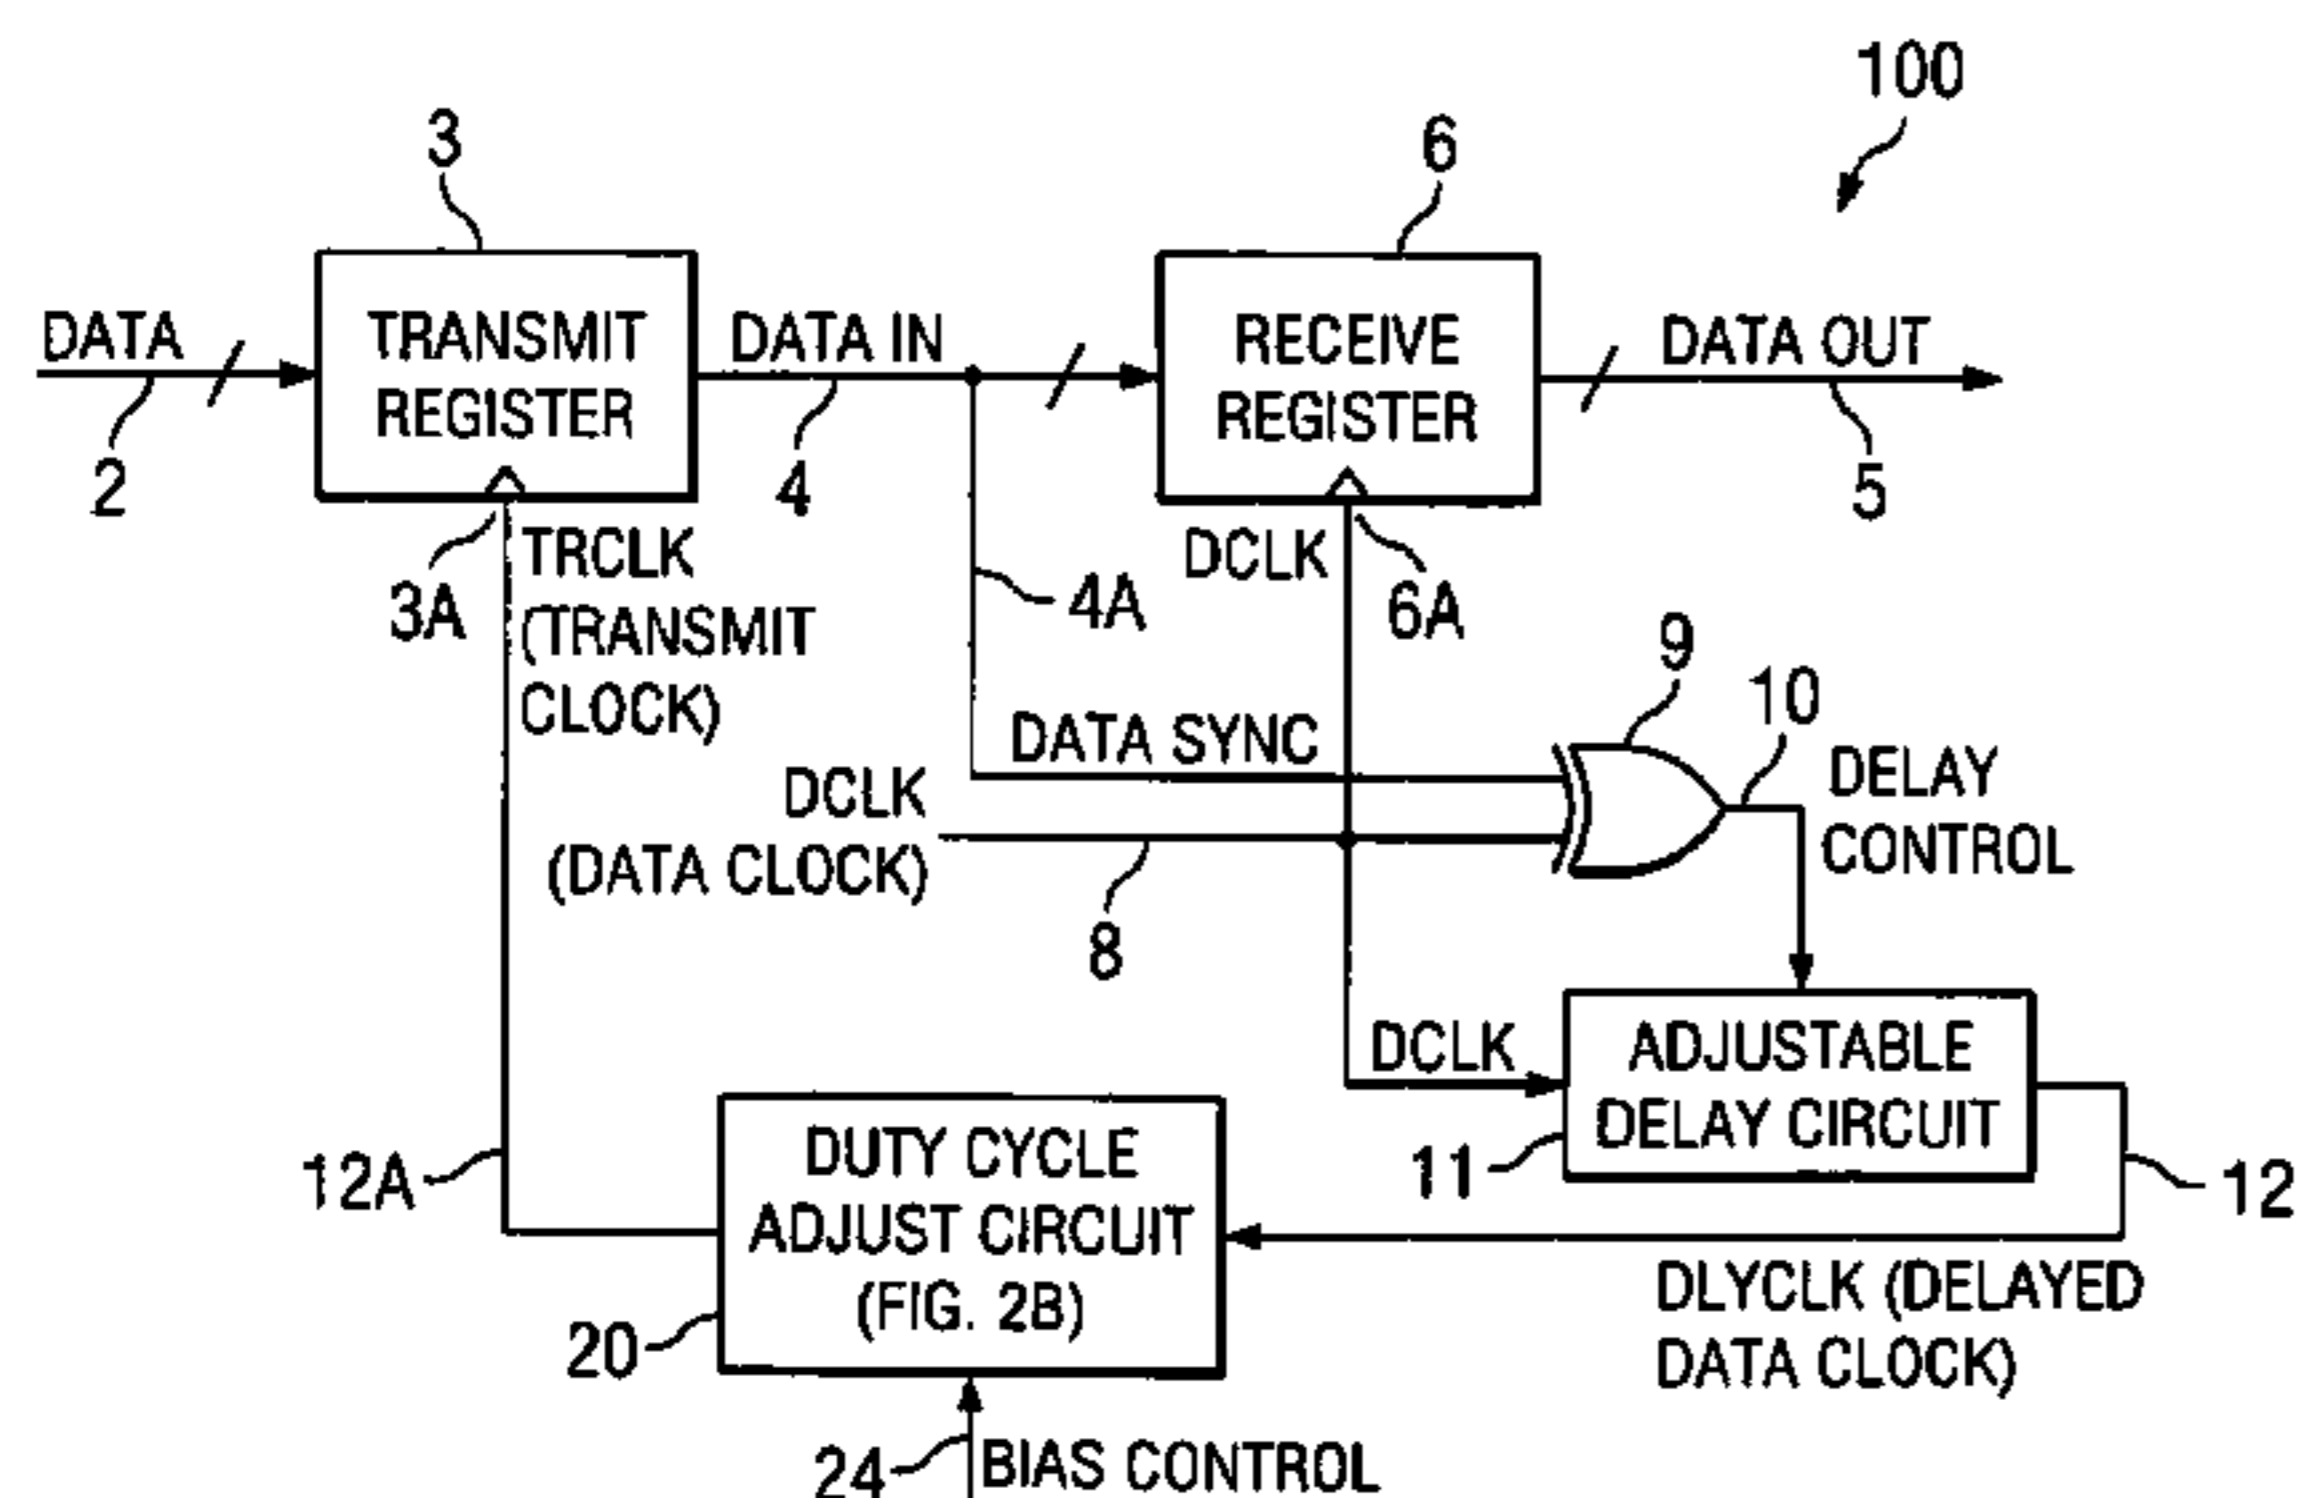 100
3
6
DATA
TRANSMIT
REGISTER
DATA IN
RECEIVE
REGISTER
DATA OUT
2
4
5
3A
TRCLK
(TRANSMIT
CLOCK)
4A
DCLK
6A
9
10
DATA SYNC
DELAY
CONTROL
DCLK
(DATA CLOCK)
8
DCLK
ADJUSTABLE
DELAY CIRCUIT
11
12
12A
DUTY CYCLE
ADJUST CIRCUIT
(FIG. 2B)
20
DLYCLK (DELAYED
DATA CLOCK)
24
BIAS CONTROL